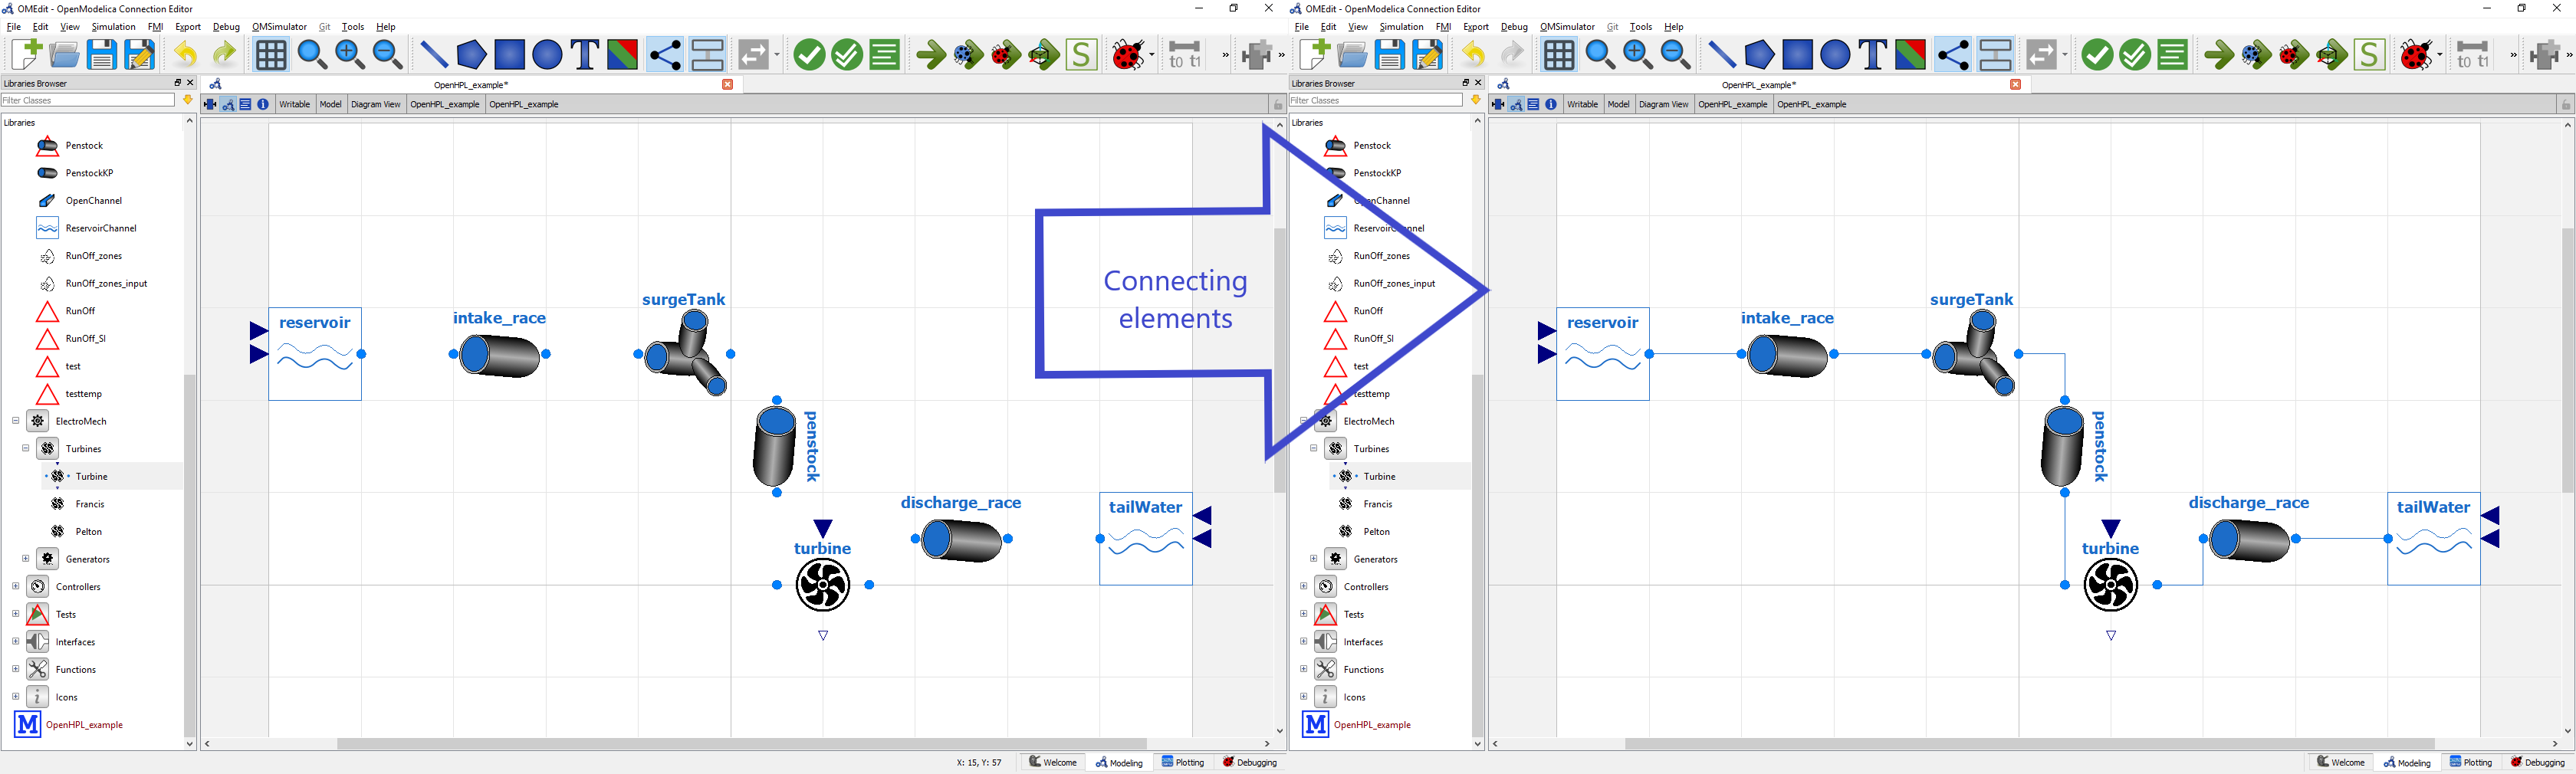 OMEdit - OpenModelica Connection Editor
File Edit View Simulation FMI Export Debug OMSimulator Git Tools Help
Libraries Browser
OpenHPL_example*
Filter Classes
Writable Model Diagram View OpenHPL_example OpenHPL_example
Libraries
Penstock
PenstockKP
OpenChannel
ReservoirChannel
RunOff_zones
RunOff_zones_input
RunOff
RunOff_SI
test
testtemp
ElectroMech
Turbines
Turbine
Francis
Pelton
Generators
Controllers
Tests
Interfaces
Functions
Icons
OpenHPL_example
reservoir
intake_race
surgeTank
penstock
discharge_race
tailWater
turbine
X: 15, Y: 57
Welcome Modeling Plotting Debugging
Connecting
elements
OMEdit - OpenModelica Connection Editor
File Edit View Simulation FMI Export Debug OMSimulator Git Tools Help
Libraries Browser
OpenHPL_example*
Filter Classes
Writable Model Diagram View OpenHPL_example OpenHPL_example
Libraries
Penstock
PenstockKP
OpenChannel
ReservoirChannel
RunOff_zones
RunOff_zones_input
RunOff
RunOff_SI
test
testtemp
ElectroMech
Turbines
Turbine
Francis
Pelton
Generators
Controllers
Tests
Interfaces
Functions
Icons
OpenHPL_example
reservoir
intake_race
surgeTank
penstock
discharge_race
tailWater
turbine
Welcome Modeling Plotting Debugging